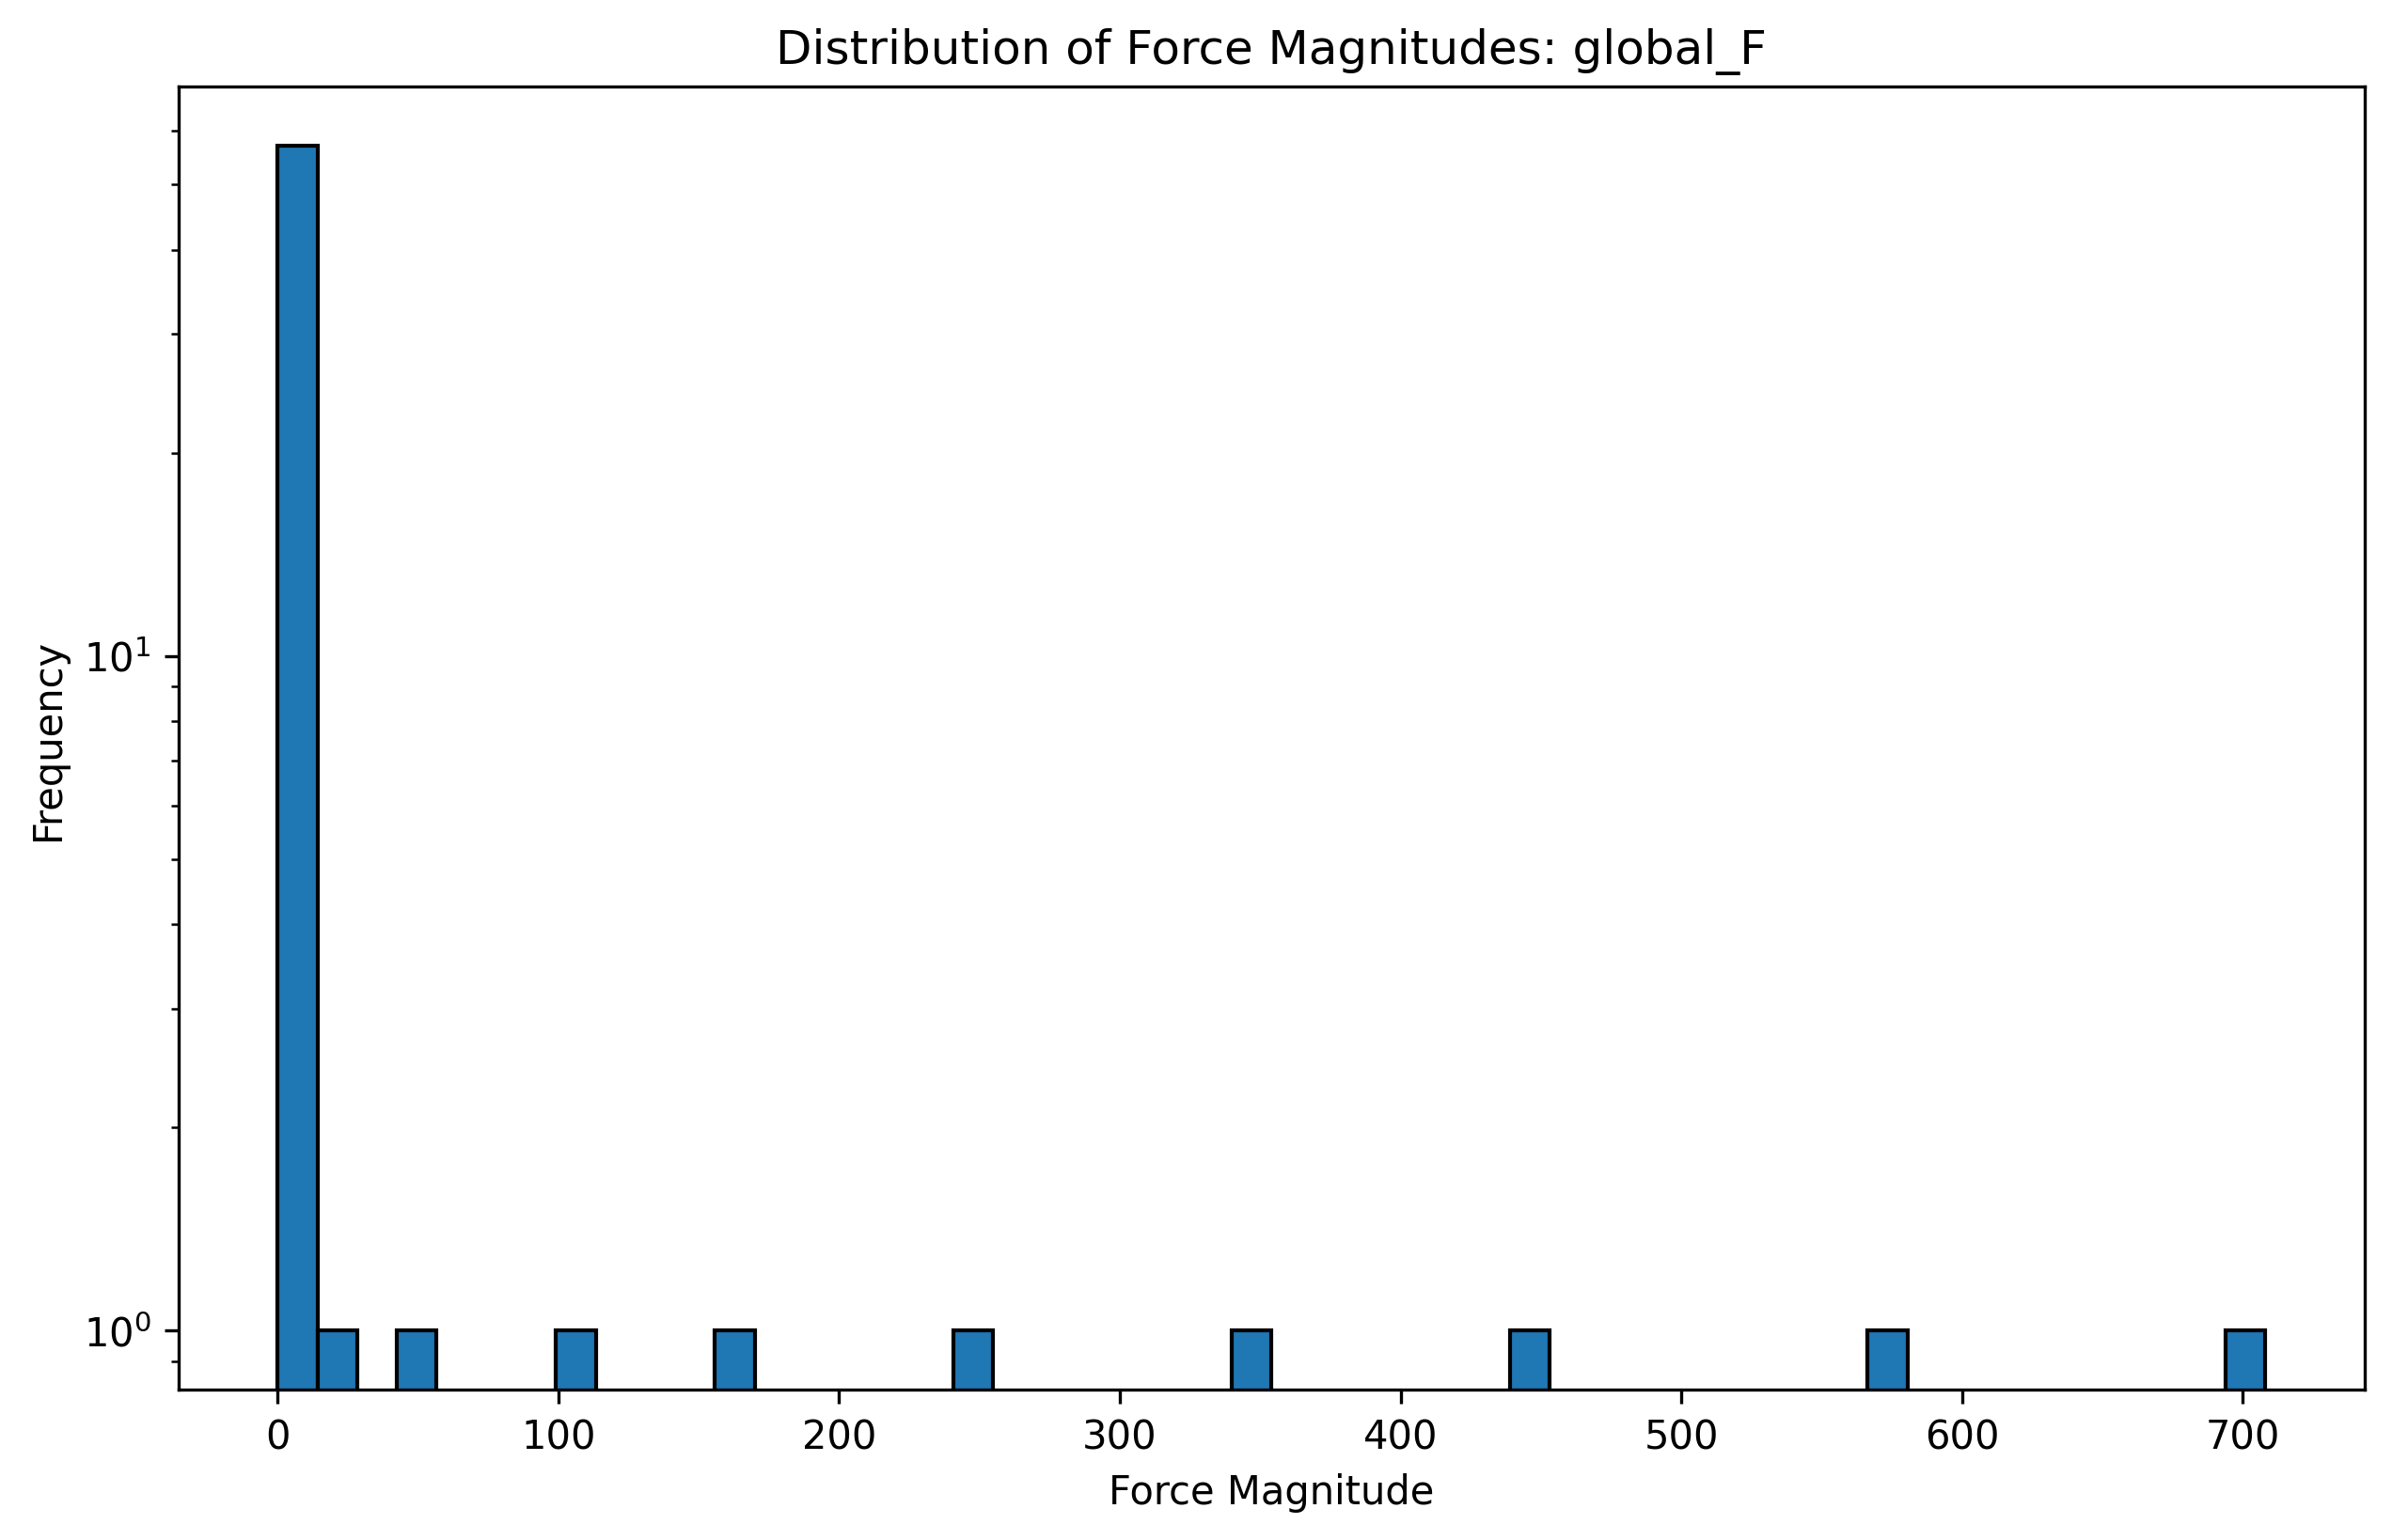 Distribution of Force Magnitudes: global_F
Frequency
10¹
10⁰
0 100 200 300 400 500 600 700
Force Magnitude